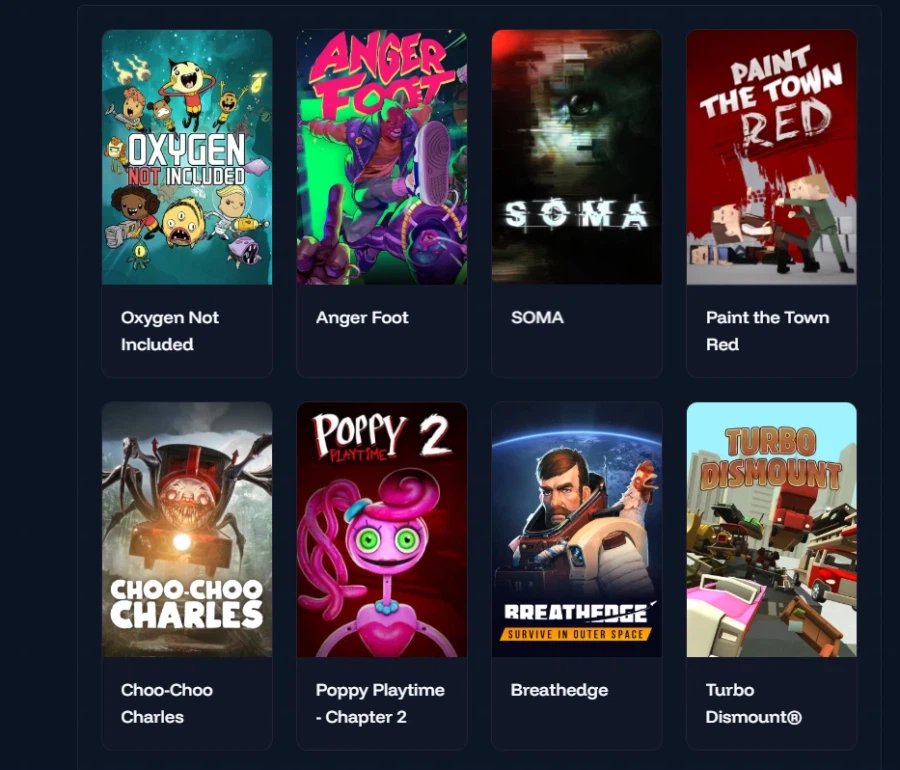 OXYGEN
NOT INCLUDED
Oxygen Not
Included
ANGER
FOOT
Anger Foot
SOMA
SOMA
PAINT
THE TOWN
RED
Paint the Town
Red
CHOO-CHOO
CHARLES
Choo-Choo
Charles
POPPY 2
PLAYTIME
Poppy Playtime
- Chapter 2
BREATHEDGE
SURVIVE IN OUTER SPACE
Breathedge
TURBO
DISMOUNT
Turbo
Dismount®